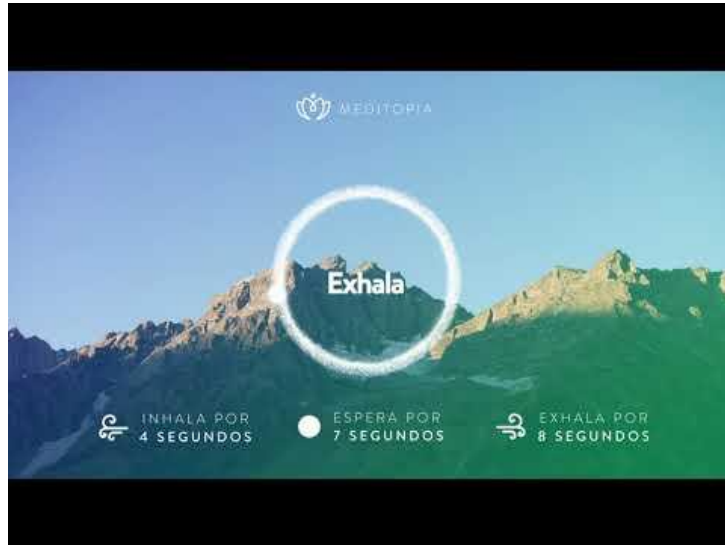 MEDITOPIA
Exhala
INHALA POR
4 SEGUNDOS
ESPERA POR
7 SEGUNDOS
EXHALA POR
8 SEGUNDOS